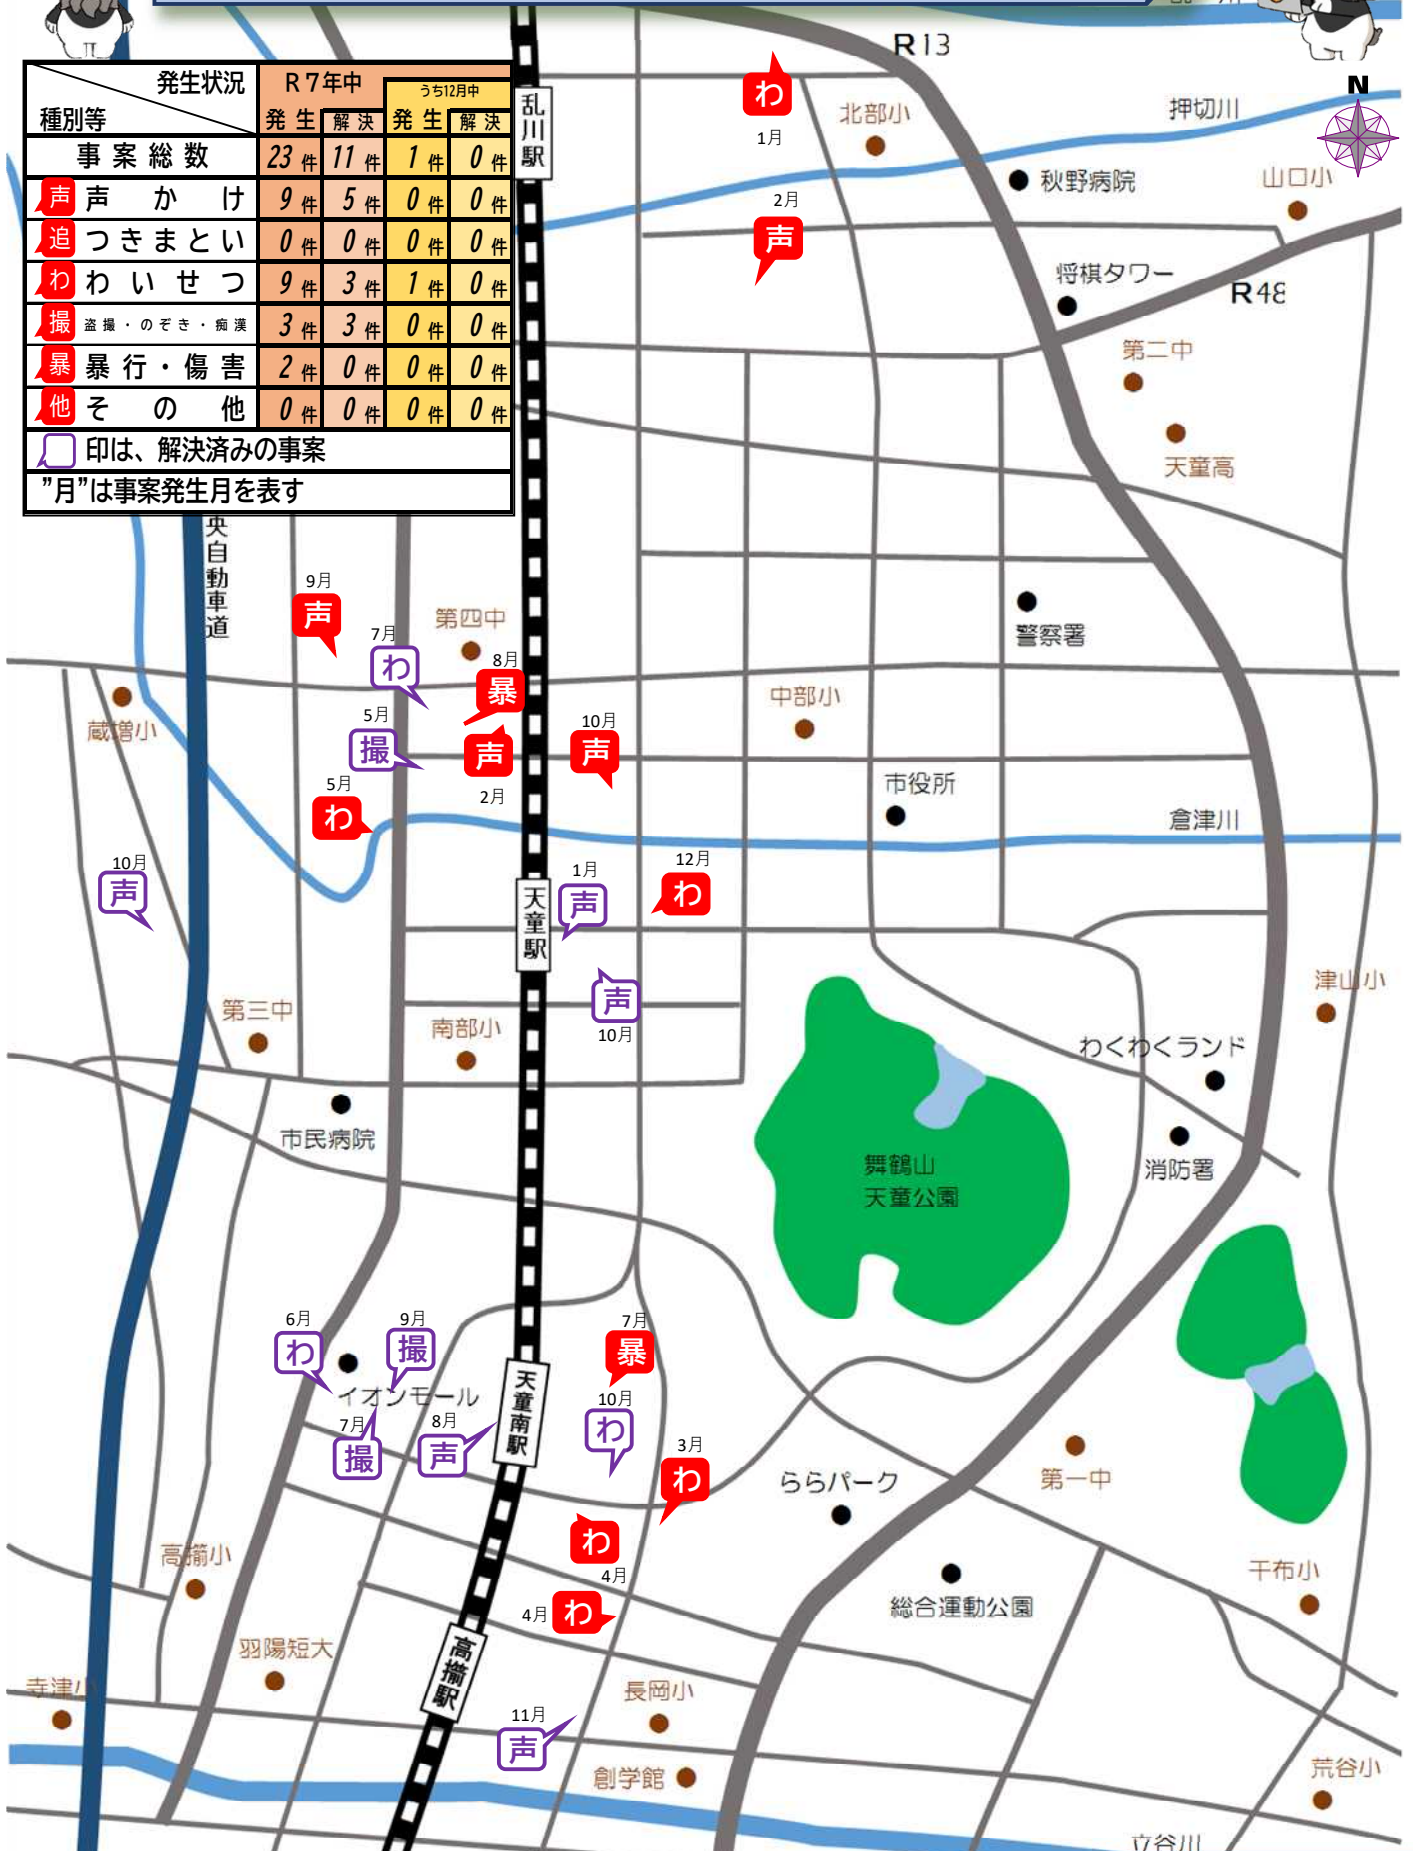 R13
発生状況
R7年中
うち12月中
種別等
発生 解決 発生 解決
事案総数 23件 11件 1件 0件
声 声かけ 9件 5件 0件 0件
追 つきまとい 0件 0件 0件 0件
わ わいせつ 9件 3件 1件 0件
撮 盗撮・のぞき・痴漢 3件 3件 0件 0件
暴 暴行・傷害 2件 0件 0件 0件
他 その他 0件 0件 0件 0件
印は、解決済みの事案
”月”は事案発生月を表す
乱川駅
わ
1月
北部小
押切川
N
秋野病院
山口小
2月
声
将棋タワー
R48
第二中
天童高
央自動車道
9月
声
7月
わ
第四中
8月
暴
警察署
蔵増小
5月
撮
声
2月
10月
声
中部小
5月
わ
市役所
倉津川
10月
声
天童駅
1月
声
12月
わ
声
10月
津山小
第三中
南部小
わくわくランド
市民病院
舞鶴山
天童公園
消防署
6月
わ
9月
撮
イオンモール
7月
撮
8月
声
天童南駅
7月
暴
10月
わ
3月
わ
ららパーク
第一中
わ
4月
4月
わ
高擶小
総合運動公園
干布小
羽陽短大
高擶駅
寺津小
長岡小
11月
声
創学館
荒谷小
立谷川